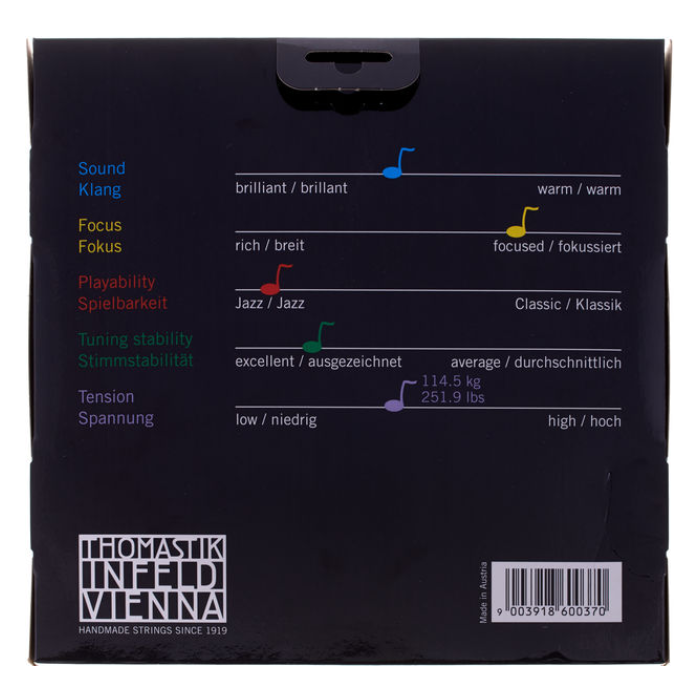 Sound
Klang
brilliant / brillant
warm / warm
Focus
Fokus
rich / breit
focused / fokussiert
Playability
Spielbarkeit
Jazz / Jazz
Classic / Klassik
Tuning stability
Stimmstabilität
excellent / ausgezeichnet
average / durchschnittlich
Tension
Spannung
114.5 kg
251.9 lbs
low / niedrig
high / hoch
THOMASTIK
INFELD
VIENNA
HANDMADE STRINGS SINCE 1919
Made in Austria
9 003918 600370